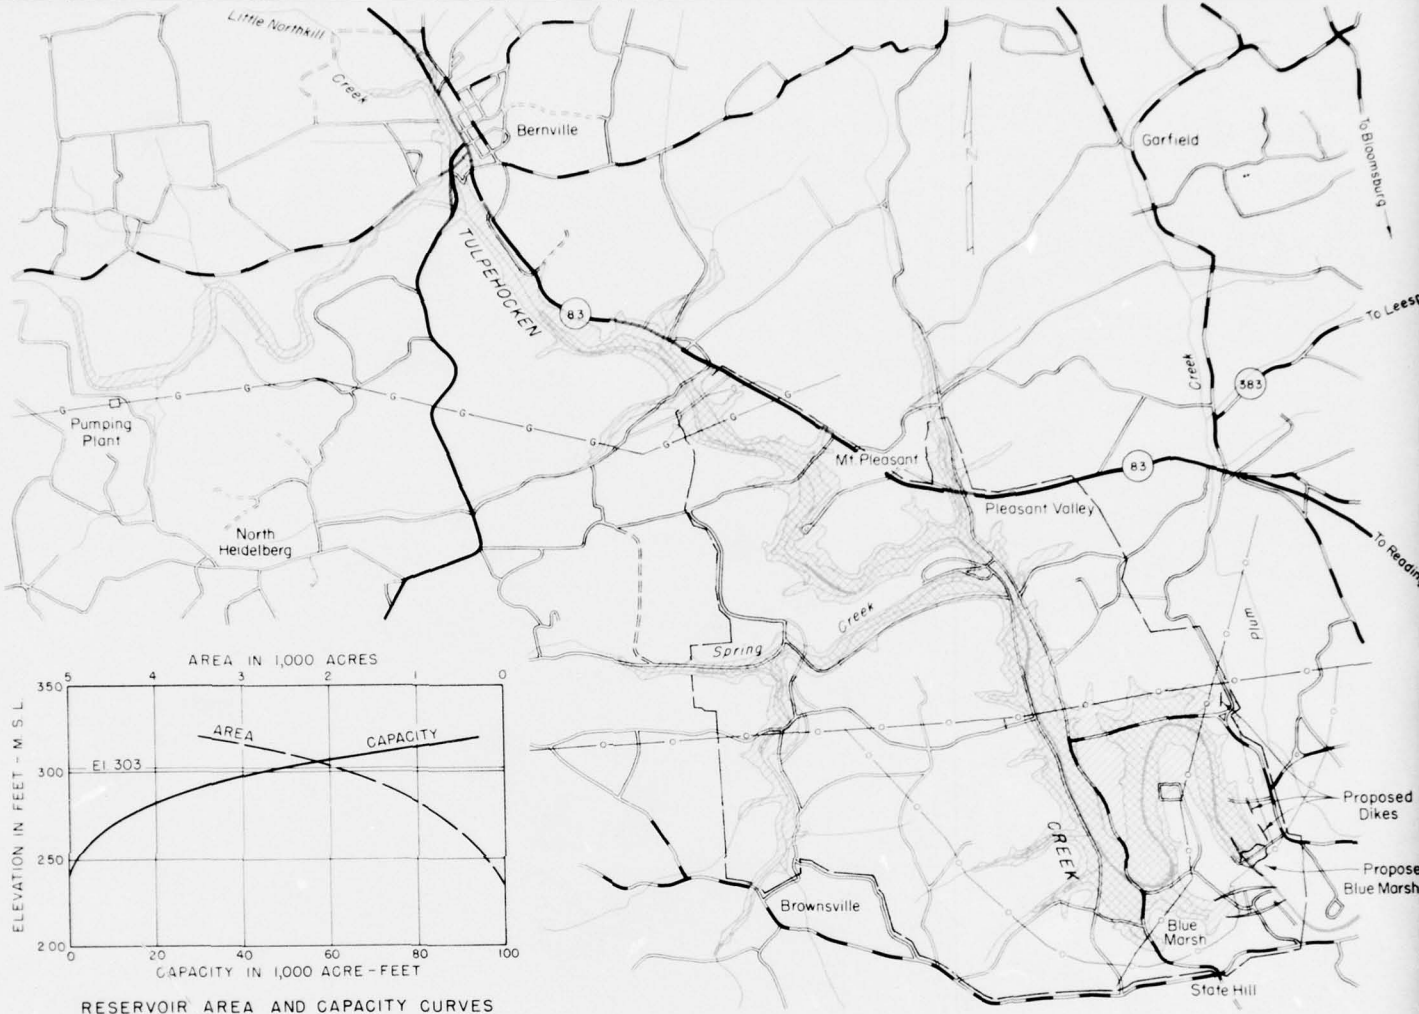 Little Northkill
Creek
Bernville
Garfield
To Bloomsburg
N
TULPEHOCKEN
83
To Leesp
Creek
383
G G G G G G G G
Pumping
Plant
Mt. Pleasant
83
Pleasant Valley
North
Heidelberg
To Reading
Plum
Creek
Spring
CREEK
Proposed
Dikes
Propose
Blue Marsh
Brownsville
Blue
Marsh
State Hill
AREA IN 1,000 ACRES
5 4 3 2 1 0
350
300
250
200
ELEVATION IN FEET - M.S.L.
AREA
CAPACITY
El. 303
0 20 40 60 80 100
CAPACITY IN 1,000 ACRE-FEET
RESERVOIR AREA AND CAPACITY CURVES